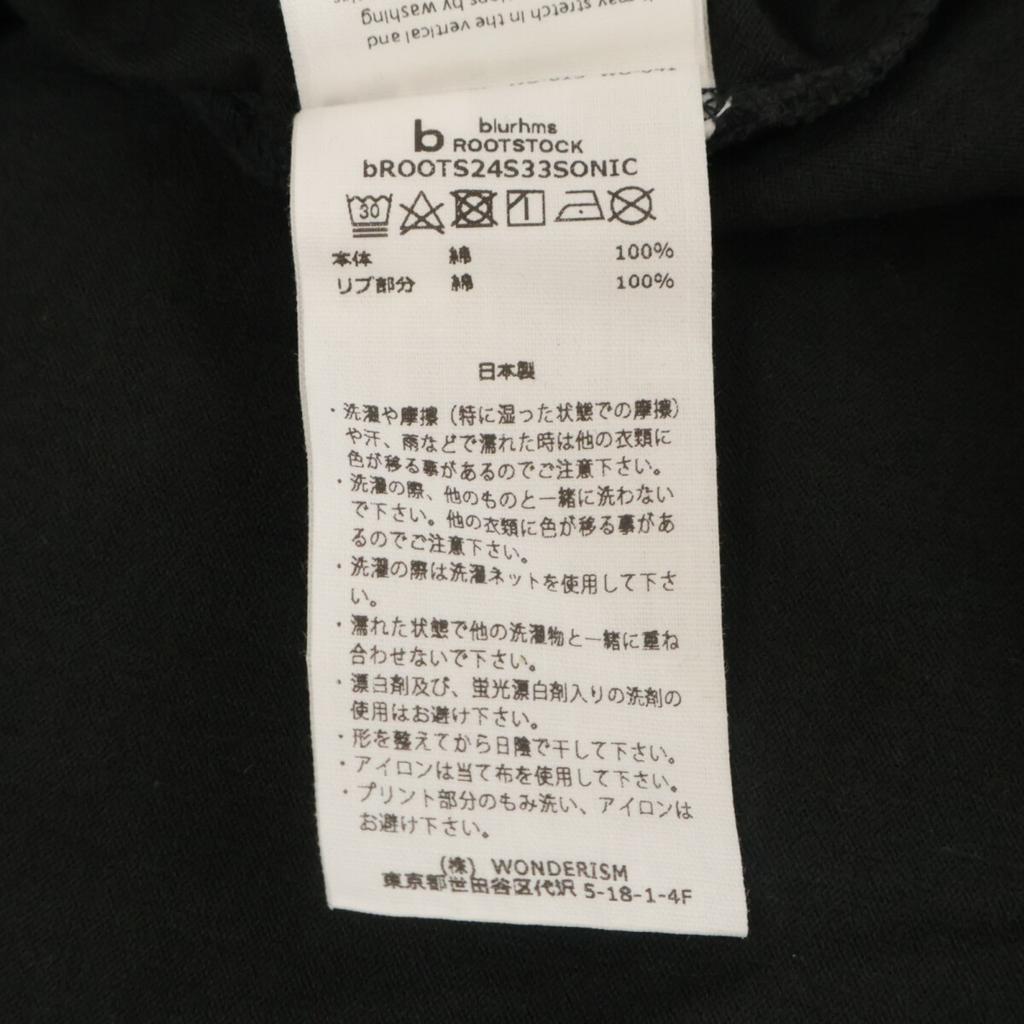 may stretch in the vertical and
by washing
b blurhms
ROOTSTOCK
bROOTS24S33SONIC
30
本体 綿 100%
リブ部分 綿 100%
日本製
・洗濯や摩擦（特に湿った状態での摩擦）
や汗、雨などで濡れた時は他の衣類に
色が移る事があるのでご注意下さい。
・洗濯の際、他のものと一緒に洗わない
で下さい。他の衣類に色が移る事があ
るのでご注意下さい。
・洗濯の際は洗濯ネットを使用して下さ
い。
・濡れた状態で他の洗濯物と一緒に重ね
合わせないで下さい。
・漂白剤及び、蛍光漂白剤入りの洗剤の
使用はお避け下さい。
・形を整えてから日陰で干して下さい。
・アイロンは当て布を使用して下さい。
・プリント部分のもみ洗い、アイロンは
お避け下さい。
(株) WONDERISM
東京都世田谷区代沢 5-18-1-4F